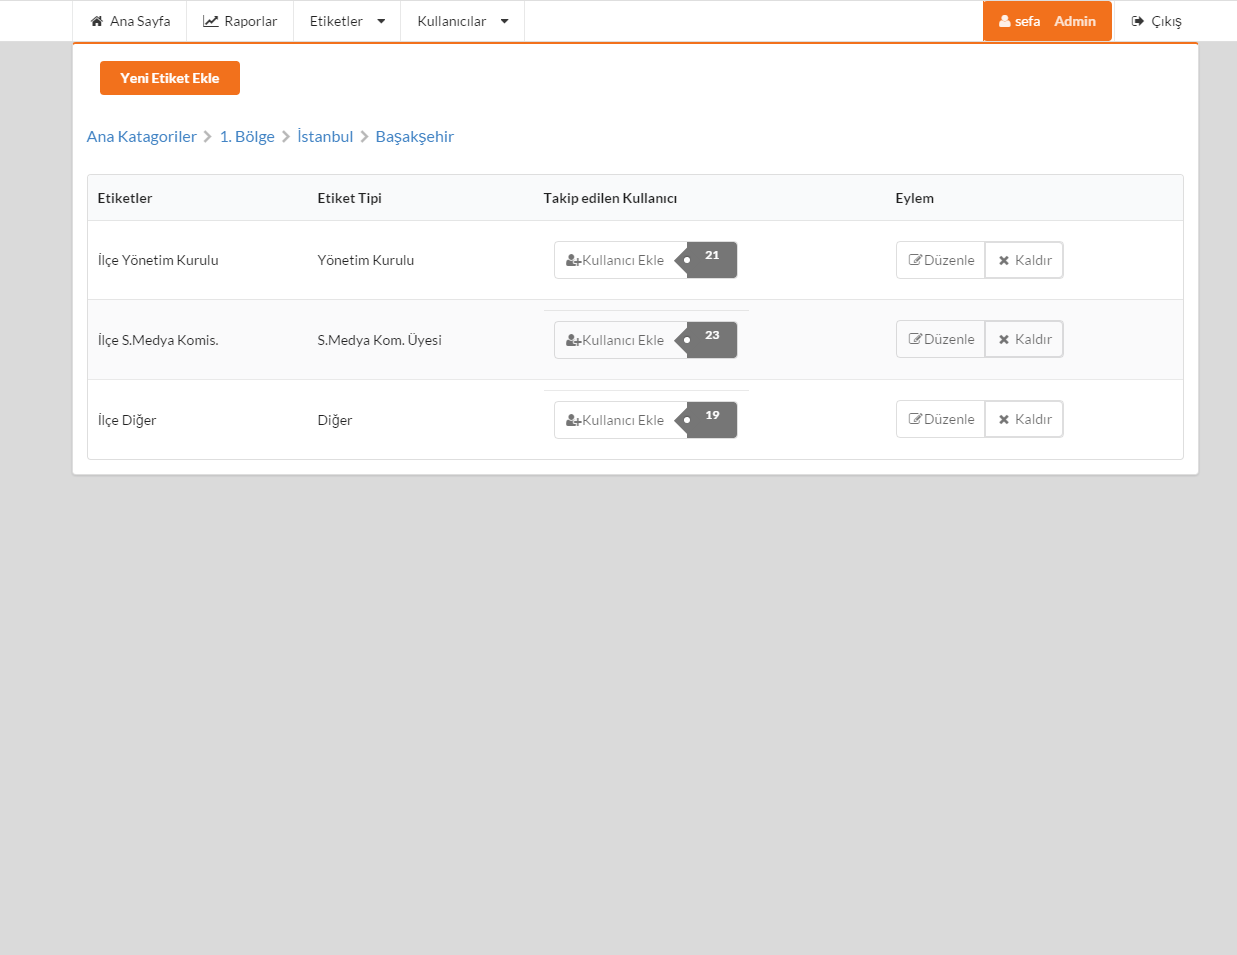 Ana Sayfa Raporlar Etiketler Kullanıcılar sefa Admin Çıkış
Yeni Etiket Ekle
Ana Katagoriler 1. Bölge İstanbul Başakşehir
Etiketler Etiket Tipi Takip edilen Kullanıcı Eylem
İlçe Yönetim Kurulu Yönetim Kurulu Kullanıcı Ekle 21 Düzenle Kaldır
İlçe S.Medya Komis. S.Medya Kom. Üyesi Kullanıcı Ekle 23 Düzenle Kaldır
İlçe Diğer Diğer Kullanıcı Ekle 19 Düzenle Kaldır